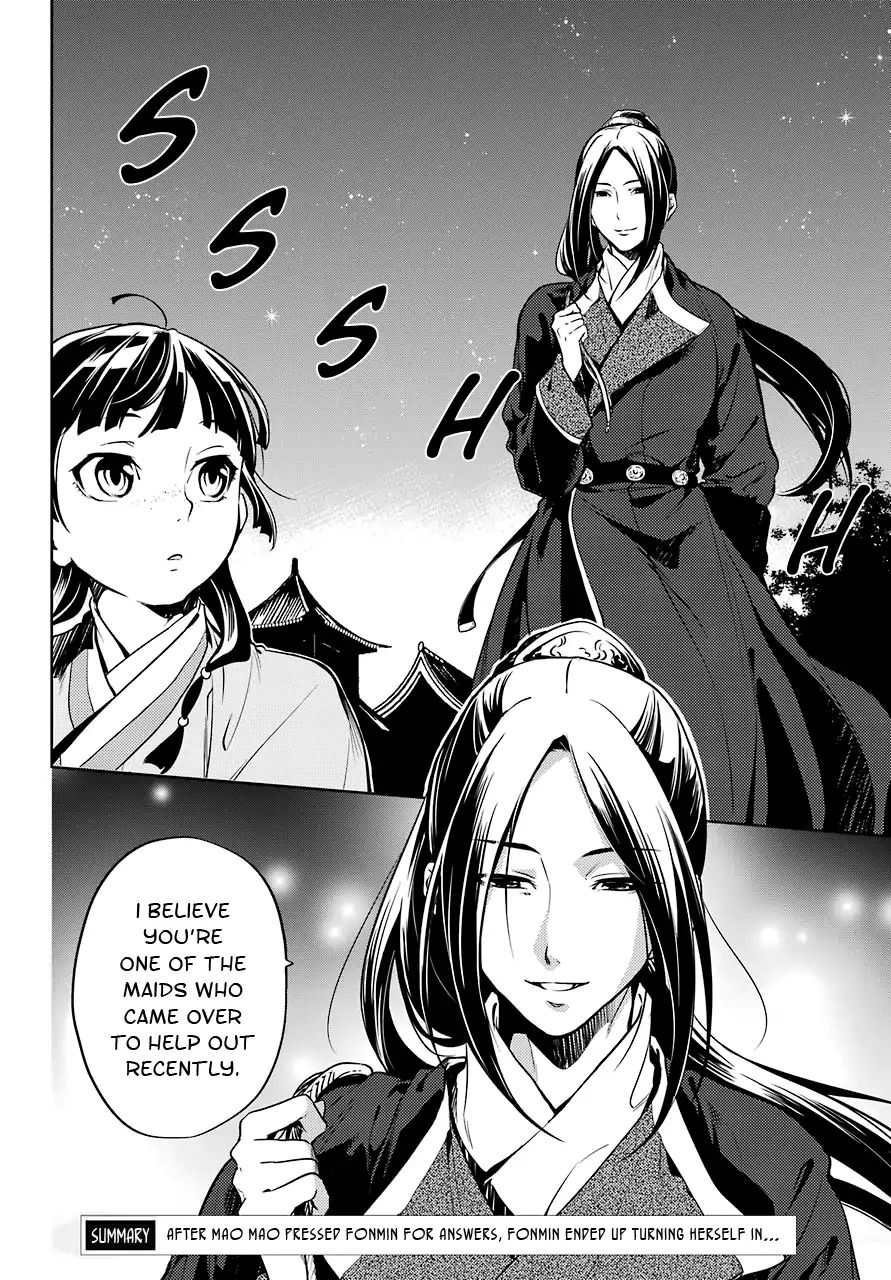 SSSHH
I BELIEVE
YOU'RE
ONE OF THE
MAIDS WHO
CAME OVER
TO HELP OUT
RECENTLY.
SUMMARY AFTER MAO MAO PRESSED FONMIN FOR ANSWERS, FONMIN ENDED UP TURNING HERSELF IN...